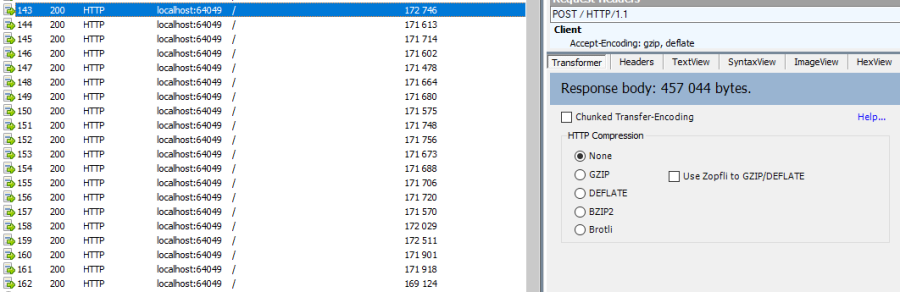 143 200 HTTP localhost:64049 / 172 746
144 200 HTTP localhost:64049 / 171 613
145 200 HTTP localhost:64049 / 171 714
146 200 HTTP localhost:64049 / 171 602
147 200 HTTP localhost:64049 / 171 478
148 200 HTTP localhost:64049 / 171 664
149 200 HTTP localhost:64049 / 171 680
150 200 HTTP localhost:64049 / 171 575
151 200 HTTP localhost:64049 / 171 748
152 200 HTTP localhost:64049 / 171 756
153 200 HTTP localhost:64049 / 171 673
154 200 HTTP localhost:64049 / 171 688
155 200 HTTP localhost:64049 / 171 706
156 200 HTTP localhost:64049 / 171 720
157 200 HTTP localhost:64049 / 171 570
158 200 HTTP localhost:64049 / 172 029
159 200 HTTP localhost:64049 / 172 511
160 200 HTTP localhost:64049 / 171 901
161 200 HTTP localhost:64049 / 171 918
162 200 HTTP localhost:64049 / 169 124
Request Headers
POST / HTTP/1.1
Client
Accept-Encoding: gzip, deflate
Transformer Headers TextView SyntaxView ImageView HexView
Response body: 457 044 bytes.
Chunked Transfer-Encoding Help...
HTTP Compression
None
GZIP Use Zopfli to GZIP/DEFLATE
DEFLATE
BZIP2
Brotli